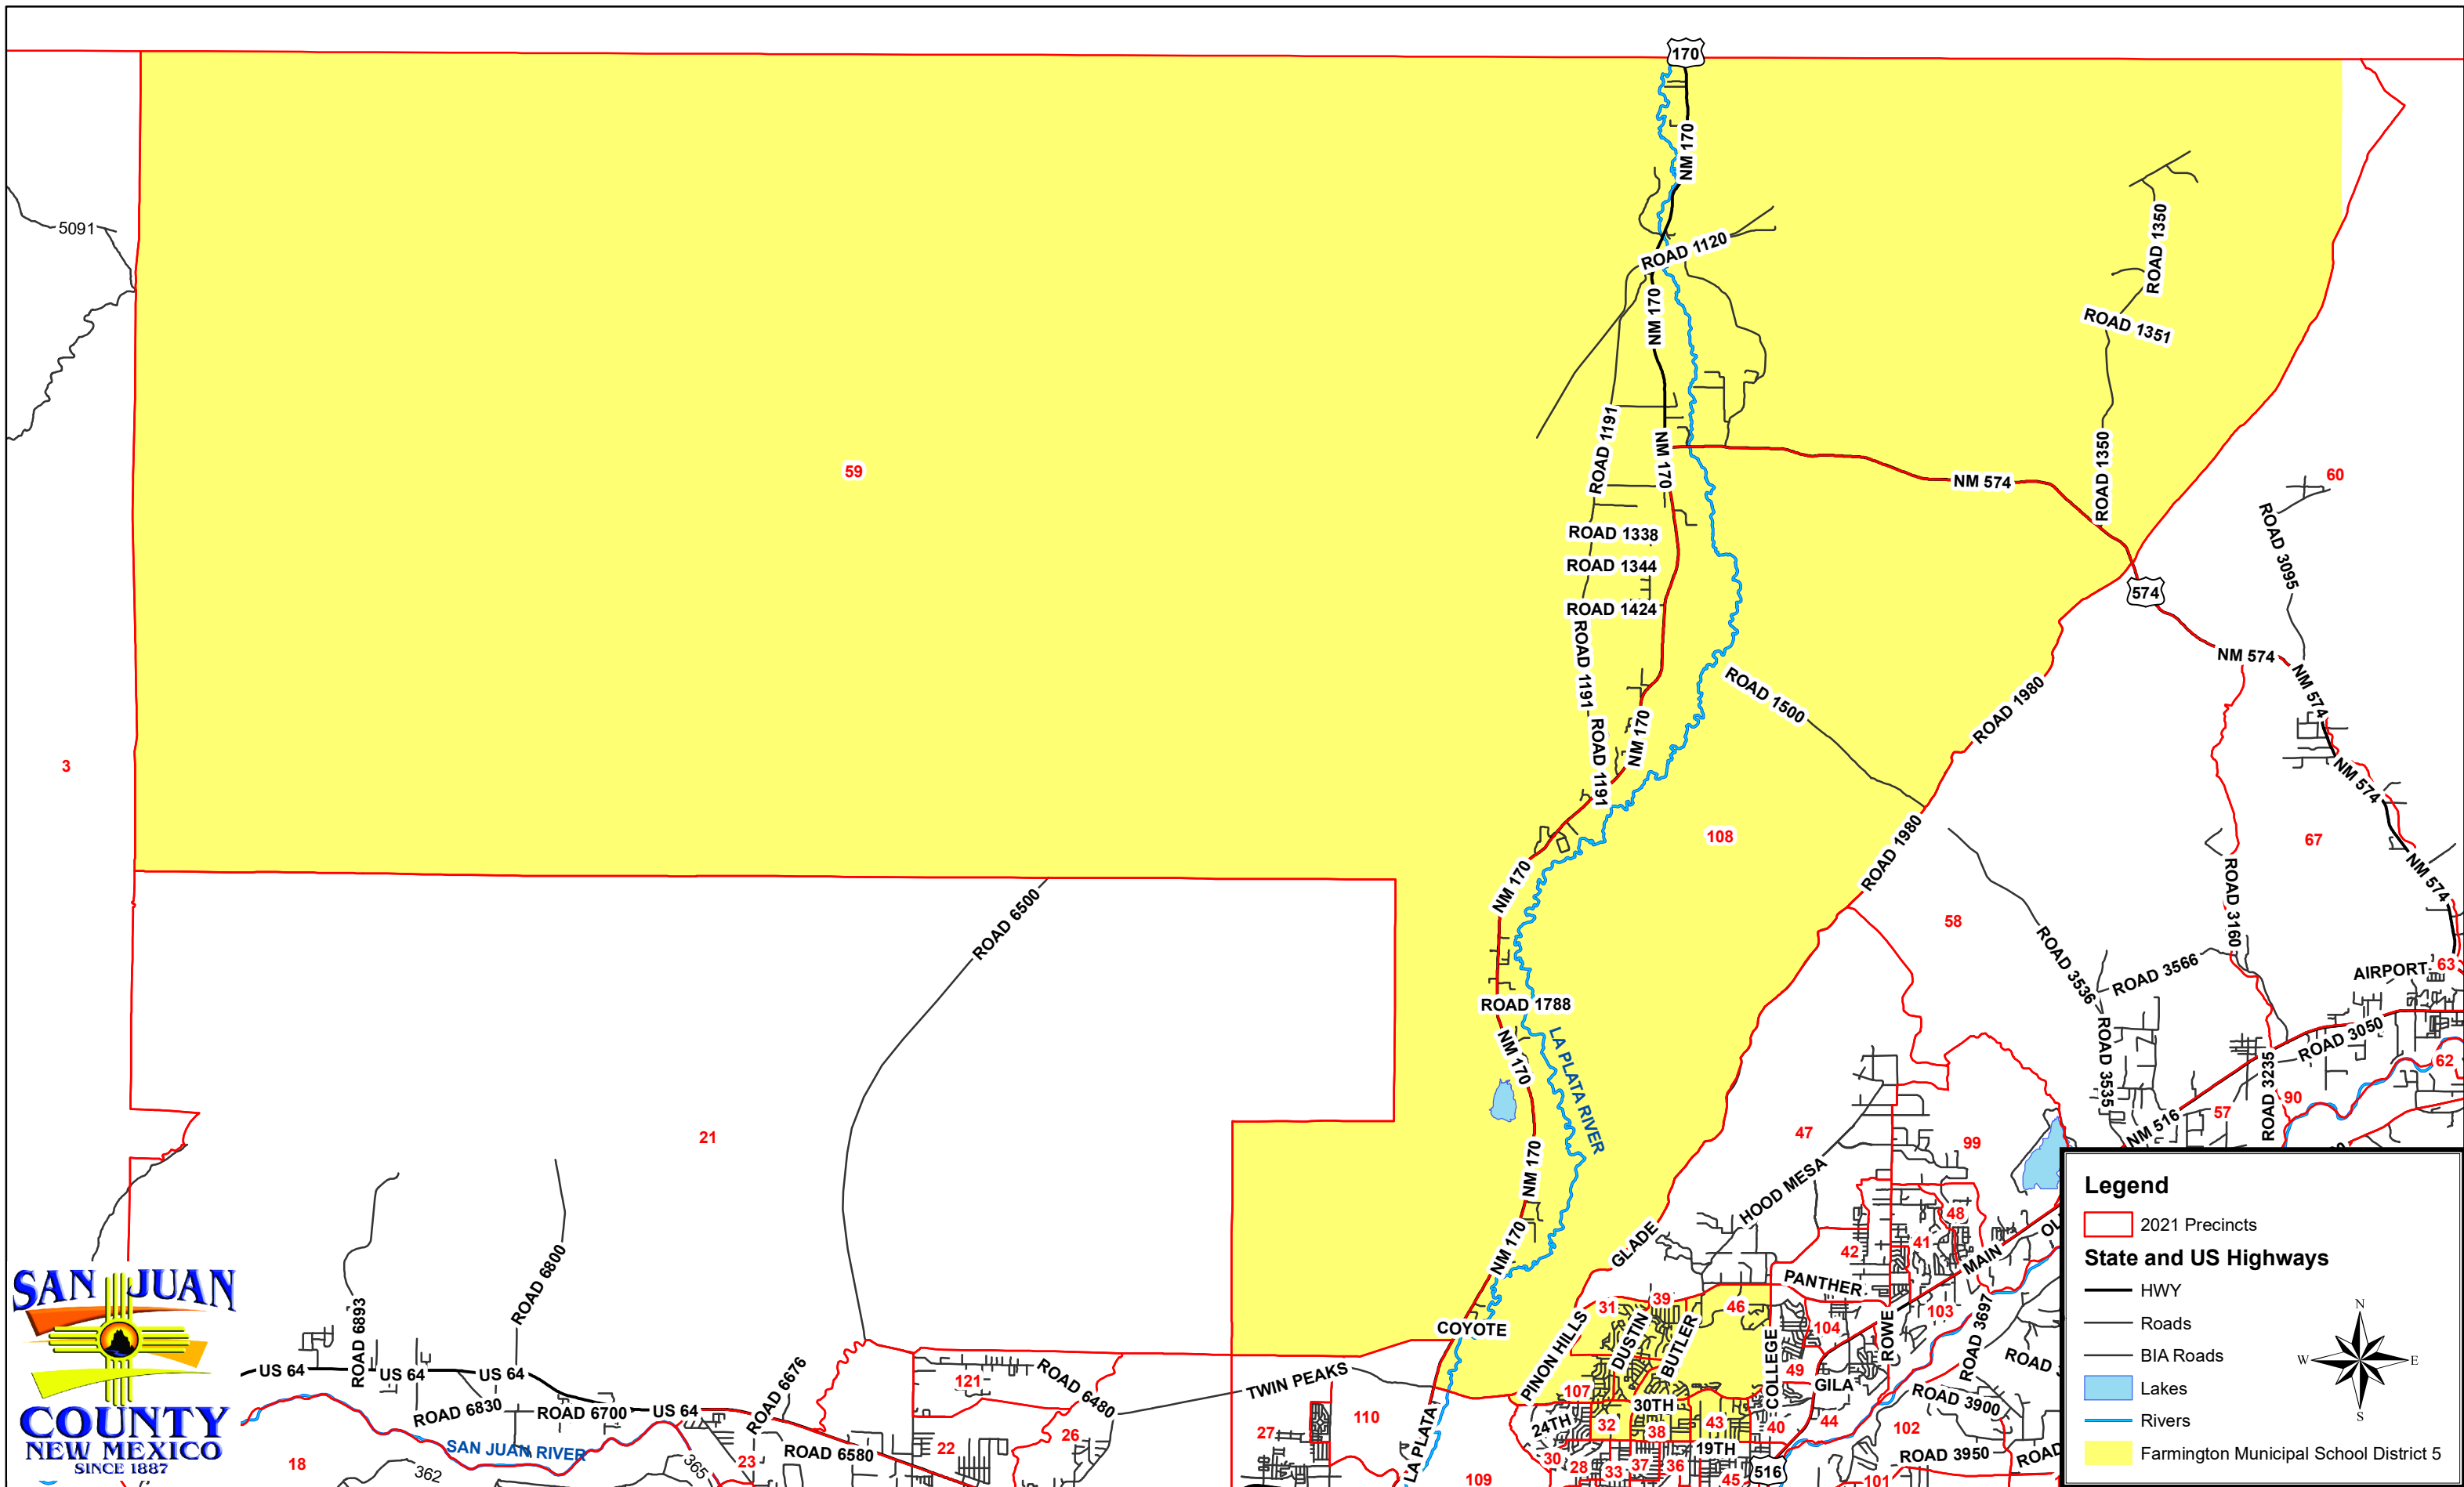 170
NM 170
5091
ROAD 1120
ROAD 1350
NM 170
ROAD 1351
ROAD 1191
NM 170
ROAD 1350
59
60
NM 574
ROAD 3095
ROAD 1338
ROAD 1344
574
ROAD 1424
ROAD 1191
NM 574
NM 574
ROAD 1500
ROAD 1980
NM 170
ROAD 1191
3
NM 574
108
67
ROAD 1980
NM 170
NM 574
ROAD 3160
58
ROAD 6500
ROAD 3536
ROAD 3566
AIRPORT
63
ROAD 1788
NM 170
LA PLATA RIVER
ROAD 3535
ROAD 3050
62
ROAD 3235
90
57
NM 516
21
47
99
NM 170
HOOD MESA
48
NM 170
GLADE
42
41
MAIN
OL
ROAD 6800
ROAD 6893
PANTHER
31
39
46
103
104
ROAD 3697
ROWE
COYOTE
PINON HILLS
DUSTIN
BUTLER
COLLEGE
49
GILA
ROAD
US 64
US 64
US 64
ROAD 6830
ROAD 6700
US 64
ROAD 6676
121
ROAD 6480
TWIN PEAKS
107
30TH
24TH
32
38
43
40
44
102
ROAD 3900
ROAD 3950
ROAD
110
27
26
22
23
ROAD 6580
LA PLATA
SAN JUAN RIVER
18
362
365
109
30
28
33
37
36
19TH
45
516
101
SAN JUAN
COUNTY
NEW MEXICO
SINCE 1887
Legend
2021 Precincts
State and US Highways
HWY
Roads
BIA Roads
Lakes
Rivers
Farmington Municipal School District 5
N
W
E
S